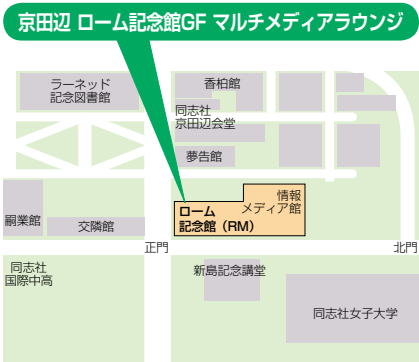 京田辺 ローム記念館GF マルチメディアラウンジ
ラーネッド
記念図書館
香柏館
同志社
京田辺会堂
夢告館
嗣業館
交隣館
情報
メディア館
ローム
記念館（RM）
正門
北門
同志社
国際中高
新島記念講堂
同志社女子大学